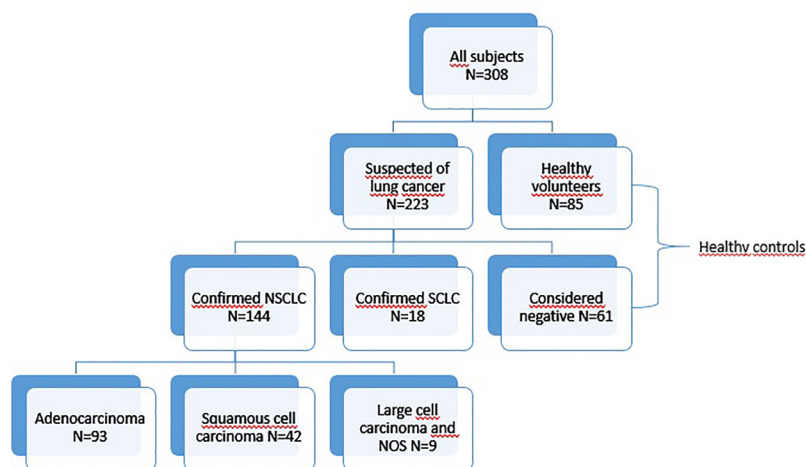 All subjects
N=308
Suspected of
lung cancer
N=223
Healthy
volunteers
N=85
Healthy controls
Confirmed NSCLC
N=144
Confirmed SCLC
N=18
Considered
negative N=61
Adenocarcinoma
N=93
Squamous cell
carcinoma N=42
Large cell
carcinoma and
NOS N=9